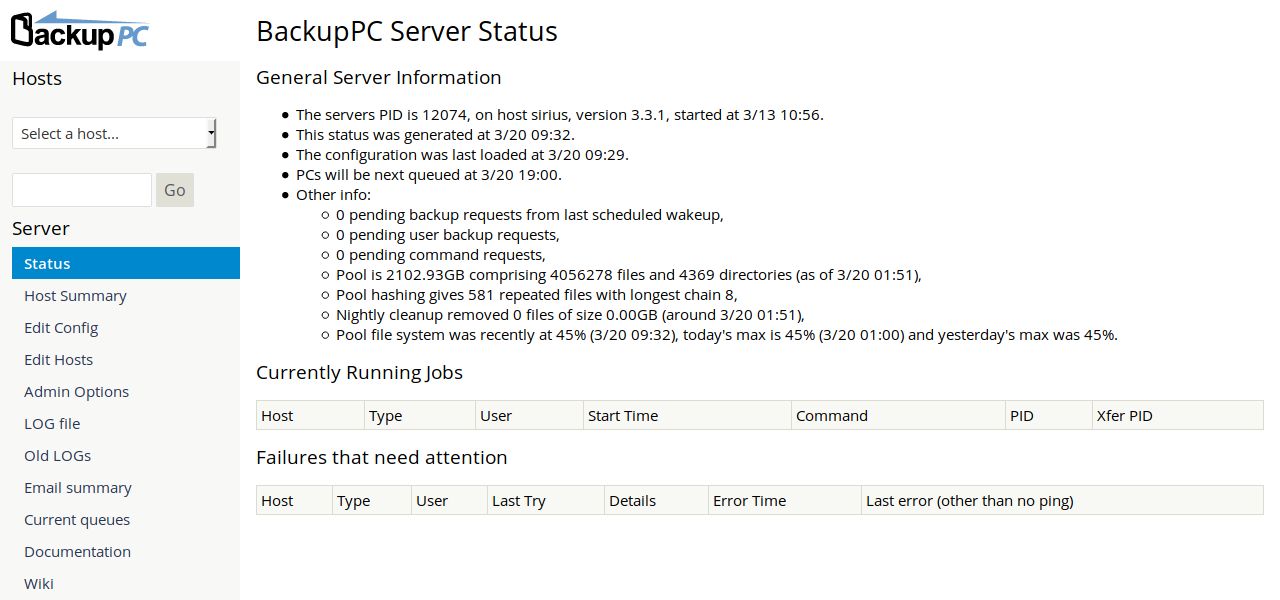 BackupPC
Hosts
Select a host...
Go
Server
Status
Host Summary
Edit Config
Edit Hosts
Admin Options
LOG file
Old LOGs
Email summary
Current queues
Documentation
Wiki
BackupPC Server Status
General Server Information
The servers PID is 12074, on host sirius, version 3.3.1, started at 3/13 10:56.
This status was generated at 3/20 09:32.
The configuration was last loaded at 3/20 09:29.
PCs will be next queued at 3/20 19:00.
Other info:
0 pending backup requests from last scheduled wakeup,
0 pending user backup requests,
0 pending command requests,
Pool is 2102.93GB comprising 4056278 files and 4369 directories (as of 3/20 01:51),
Pool hashing gives 581 repeated files with longest chain 8,
Nightly cleanup removed 0 files of size 0.00GB (around 3/20 01:51),
Pool file system was recently at 45% (3/20 09:32), today's max is 45% (3/20 01:00) and yesterday's max was 45%.
Currently Running Jobs
Host Type User Start Time Command PID Xfer PID
Failures that need attention
Host Type User Last Try Details Error Time Last error (other than no ping)